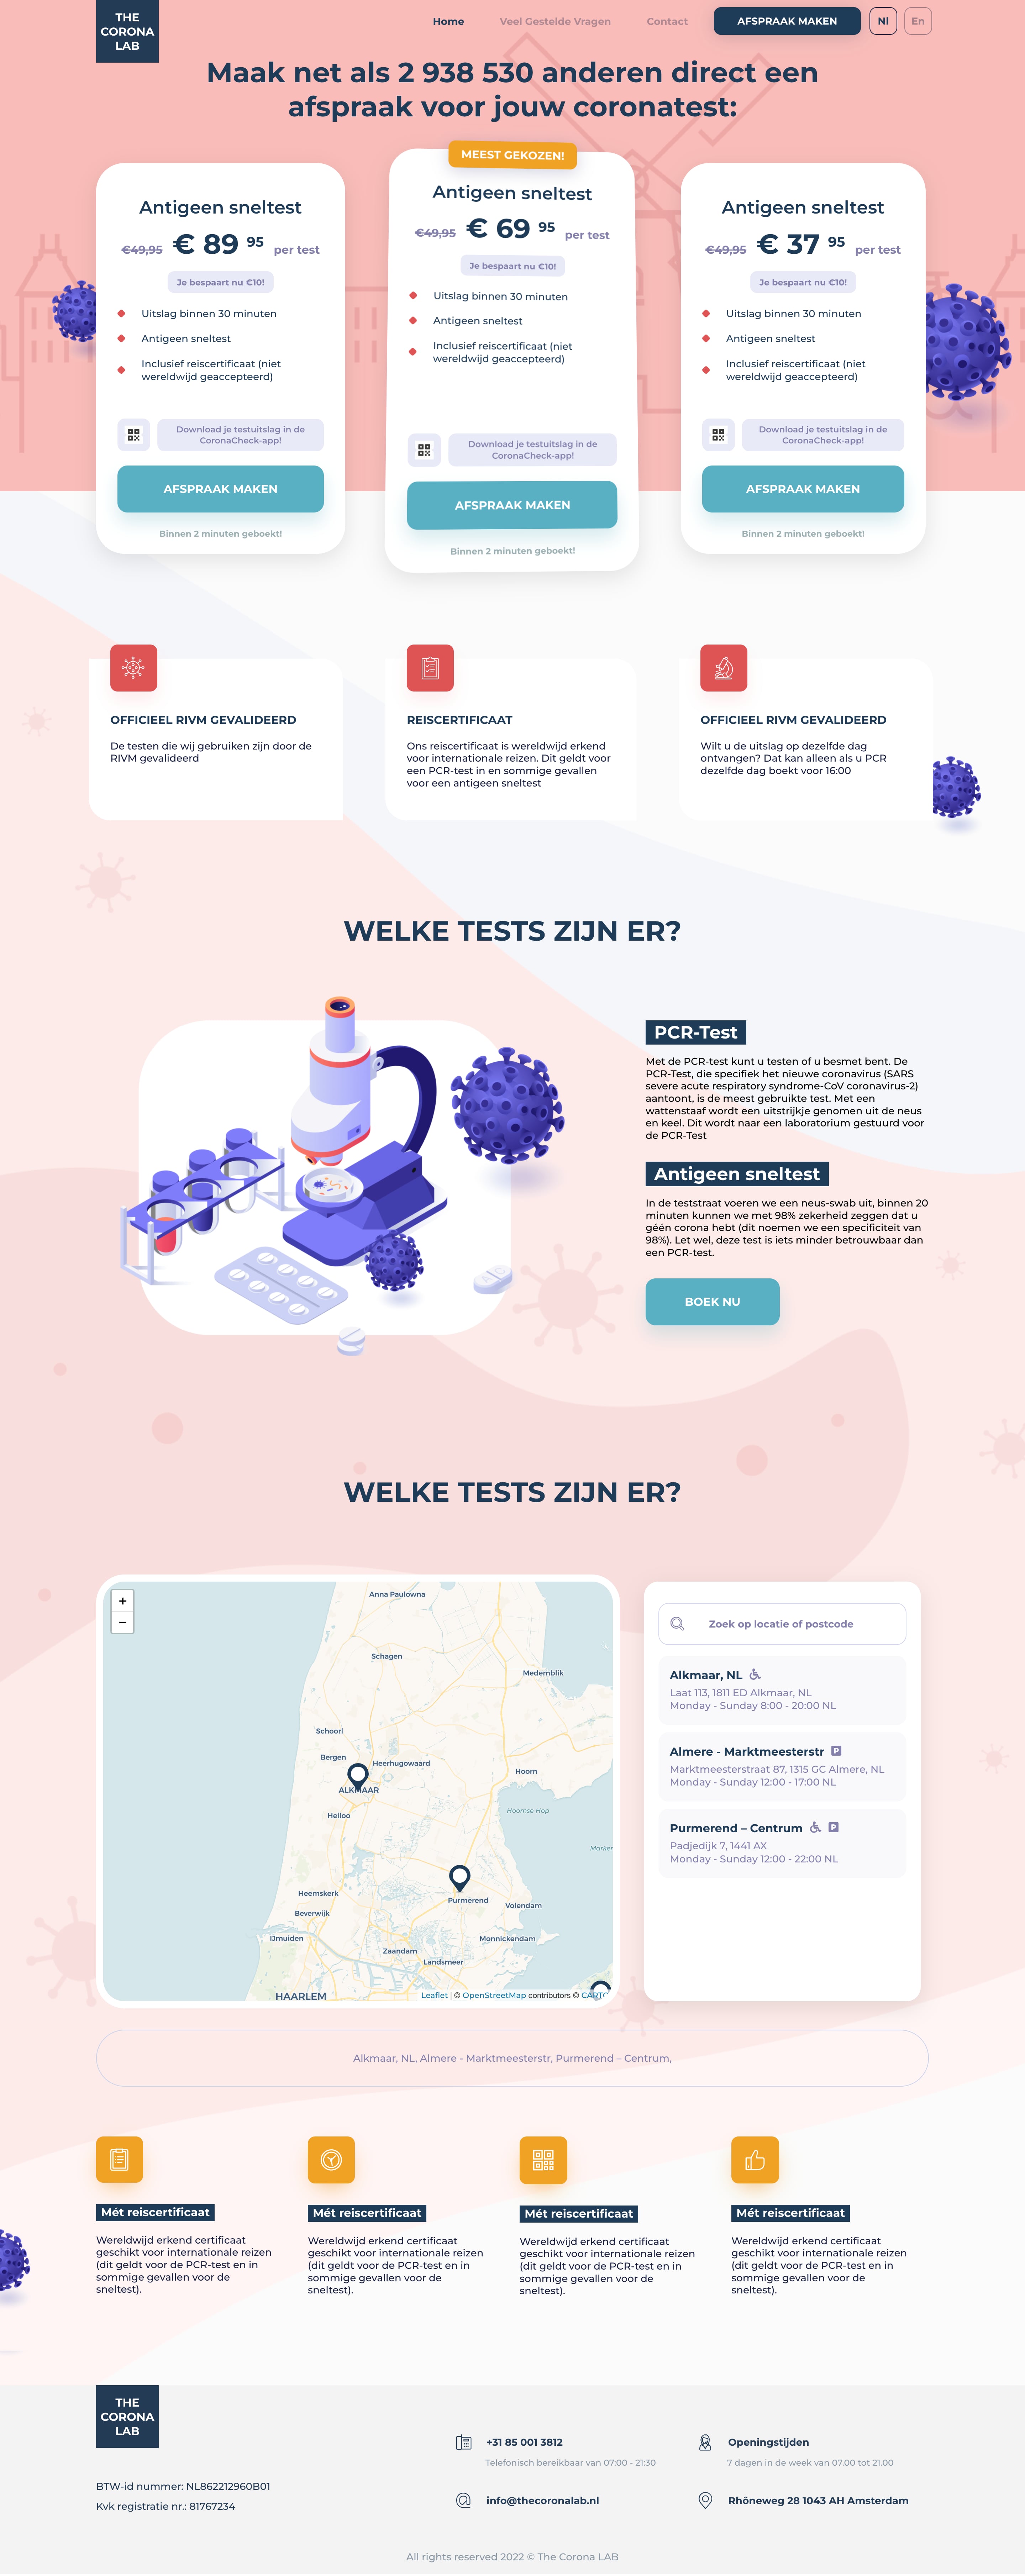 THE
CORONA
LAB
Home
Veel Gestelde Vragen
Contact
AFSPRAAK MAKEN
Nl
En
Maak net als 2 938 530 anderen direct een
afspraak voor jouw coronatest:
Antigeen sneltest
€49,95 € 89 95 per test
Je bespaart nu €10!
Uitslag binnen 30 minuten
Antigeen sneltest
Inclusief reiscertificaat (niet
wereldwijd geaccepteerd)
Download je testuitslag in de
CoronaCheck-app!
AFSPRAAK MAKEN
Binnen 2 minuten geboekt!
MEEST GEKOZEN!
Antigeen sneltest
€49,95 € 69 95 per test
Je bespaart nu €10!
Uitslag binnen 30 minuten
Antigeen sneltest
Inclusief reiscertificaat (niet
wereldwijd geaccepteerd)
Download je testuitslag in de
CoronaCheck-app!
AFSPRAAK MAKEN
Binnen 2 minuten geboekt!
Antigeen sneltest
€49,95 € 37 95 per test
Je bespaart nu €10!
Uitslag binnen 30 minuten
Antigeen sneltest
Inclusief reiscertificaat (niet
wereldwijd geaccepteerd)
Download je testuitslag in de
CoronaCheck-app!
AFSPRAAK MAKEN
Binnen 2 minuten geboekt!
OFFICIEEL RIVM GEVALIDEERD
De testen die wij gebruiken zijn door de
RIVM gevalideerd
REISCERTIFICAAT
Ons reiscertificaat is wereldwijd erkend
voor internationale reizen. Dit geldt voor
een PCR-test in en sommige gevallen
voor een antigeen sneltest
OFFICIEEL RIVM GEVALIDEERD
Wilt u de uitslag op dezelfde dag
ontvangen? Dat kan alleen als u PCR
dezelfde dag boekt voor 16:00
WELKE TESTS ZIJN ER?
PCR-Test
Met de PCR-test kunt u testen of u besmet bent. De
PCR-Test, die specifiek het nieuwe coronavirus (SARS
severe acute respiratory syndrome-CoV coronavirus-2)
aantoont, is de meest gebruikte test. Met een
wattenstaaf wordt een uitstrijkje genomen uit de neus
en keel. Dit wordt naar een laboratorium gestuurd voor
de PCR-Test
Antigeen sneltest
In de teststraat voeren we een neus-swab uit, binnen 20
minuten kunnen we met 98% zekerheid zeggen dat u
géén corona hebt (dit noemen we een specificiteit van
98%). Let wel, deze test is iets minder betrouwbaar dan
een PCR-test.
BOEK NU
WELKE TESTS ZIJN ER?
+
−
Anna Paulowna
Schagen
Medemblik
Schoorl
Bergen
Heerhugowaard
Hoorn
ALKMAAR
Hoornse Hop
Heiloo
Marker
Heemskerk
Purmerend
Volendam
Beverwijk
IJmuiden
Monnickendam
Zaandam
Landsmeer
HAARLEM
Leaflet | © OpenStreetMap contributors © CARTO
Zoek op locatie of postcode
Alkmaar, NL
Laat 113, 1811 ED Alkmaar, NL
Monday - Sunday 8:00 - 20:00 NL
Almere - Marktmeesterstr P
Marktmeesterstraat 87, 1315 GC Almere, NL
Monday - Sunday 12:00 - 17:00 NL
Purmerend – Centrum P
Padjedijk 7, 1441 AX
Monday - Sunday 12:00 - 22:00 NL
Alkmaar, NL, Almere - Marktmeesterstr, Purmerend – Centrum,
Mét reiscertificaat
Wereldwijd erkend certificaat
geschikt voor internationale reizen
(dit geldt voor de PCR-test en in
sommige gevallen voor de
sneltest).
Mét reiscertificaat
Wereldwijd erkend certificaat
geschikt voor internationale reizen
(dit geldt voor de PCR-test en in
sommige gevallen voor de
sneltest).
Mét reiscertificaat
Wereldwijd erkend certificaat
geschikt voor internationale reizen
(dit geldt voor de PCR-test en in
sommige gevallen voor de
sneltest).
Mét reiscertificaat
Wereldwijd erkend certificaat
geschikt voor internationale reizen
(dit geldt voor de PCR-test en in
sommige gevallen voor de
sneltest).
THE
CORONA
LAB
BTW-id nummer: NL862212960B01
Kvk registratie nr.: 81767234
+31 85 001 3812
Telefonisch bereikbaar van 07:00 - 21:30
info@thecoronalab.nl
Openingstijden
7 dagen in de week van 07.00 tot 21.00
Rhôneweg 28 1043 AH Amsterdam
All rights reserved 2022 © The Corona LAB